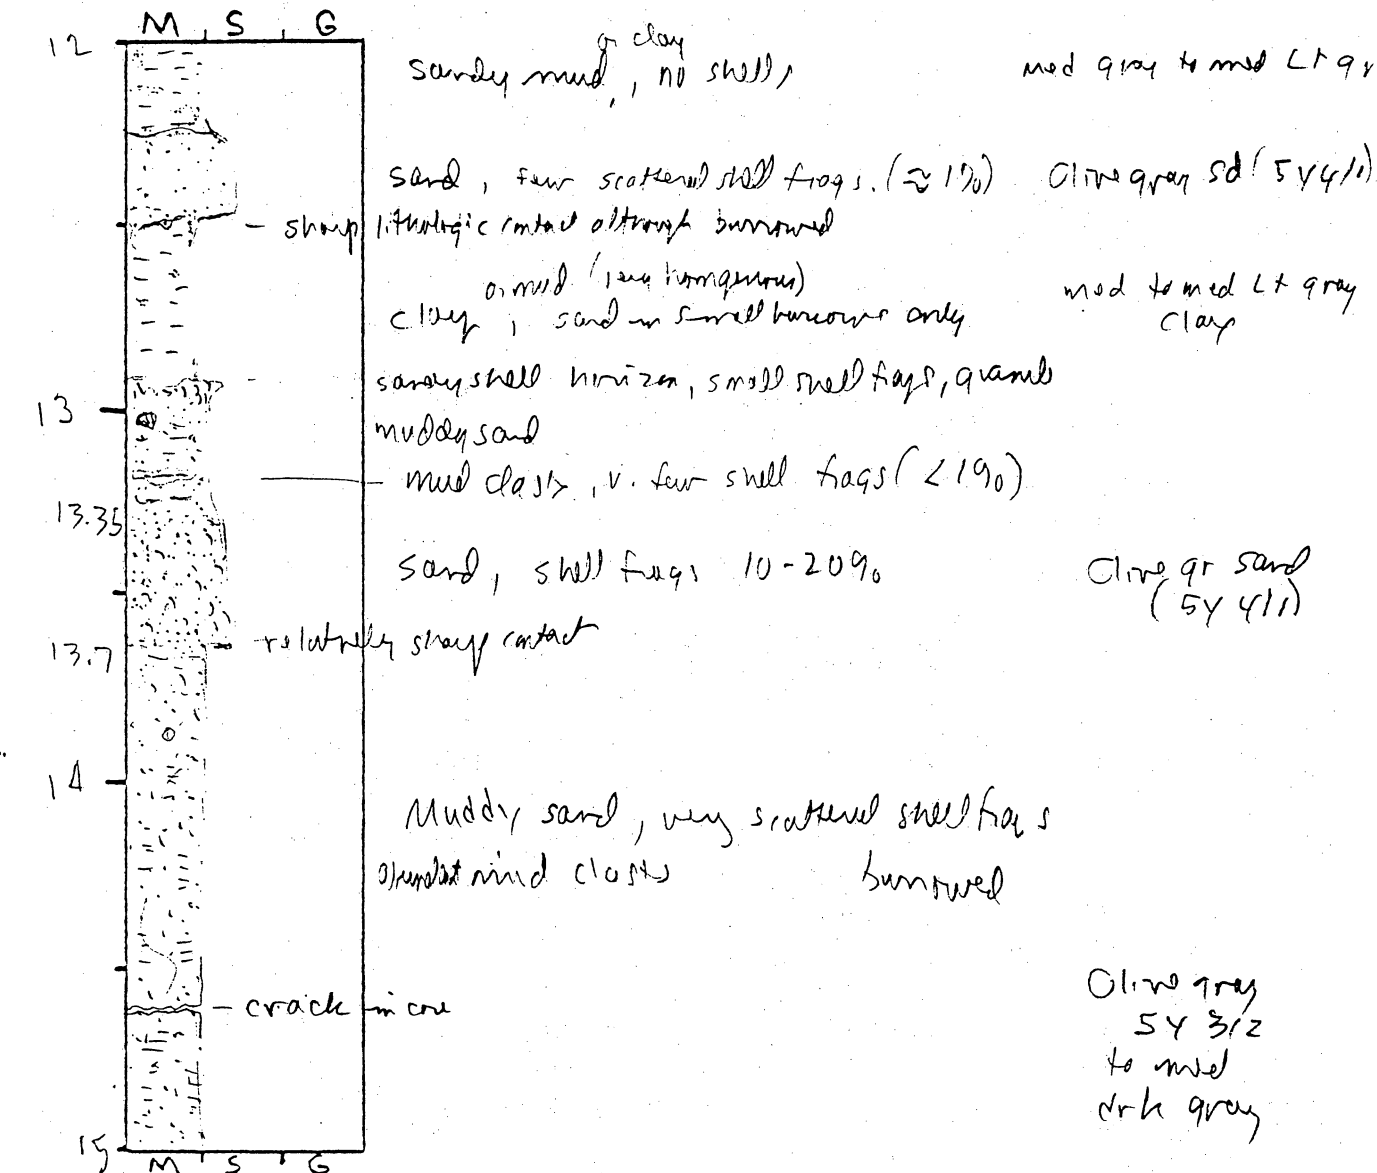 M S G
12
or clay
sandy mud, no shells
med gray to med Lt gr
sand, few scattered shell frags. (≈1%)
Olive gray sd (5Y4/1)
- sharp lithologic contact although burrowed
or mud (very homogenous)
clay, sand in small burrows only
med to med Lt gray
clay
sandy shell horizon, small shell frags,
13
muddy sand
mud clasts, v. few shell frags (<1%)
13.35
sand, shell frags 10-20%
Olive gr sand
(5Y 4/1)
- relatively sharp contact
13.7
14
Muddy sand, very scattered shell frags
abundant mud clasts
burrowed
- crack in core
Olive gray
5Y 3/2
to med
drk gray
15
M S G